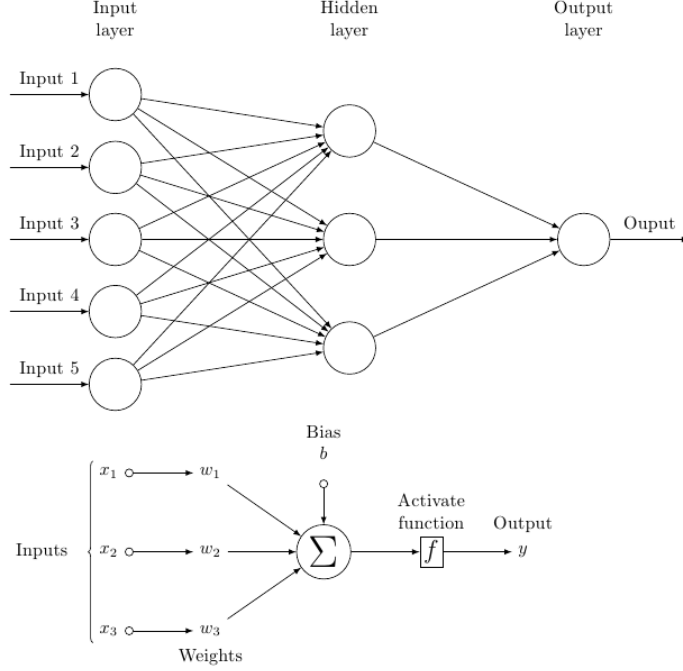 Input
layer
Hidden
layer
Output
layer
Input 1
Input 2
Input 3
Input 4
Input 5
Ouput
Bias
b
x₁
w₁
Activate
function
Output
Inputs
x₂
w₂
Σ
f
y
x₃
w₃
Weights